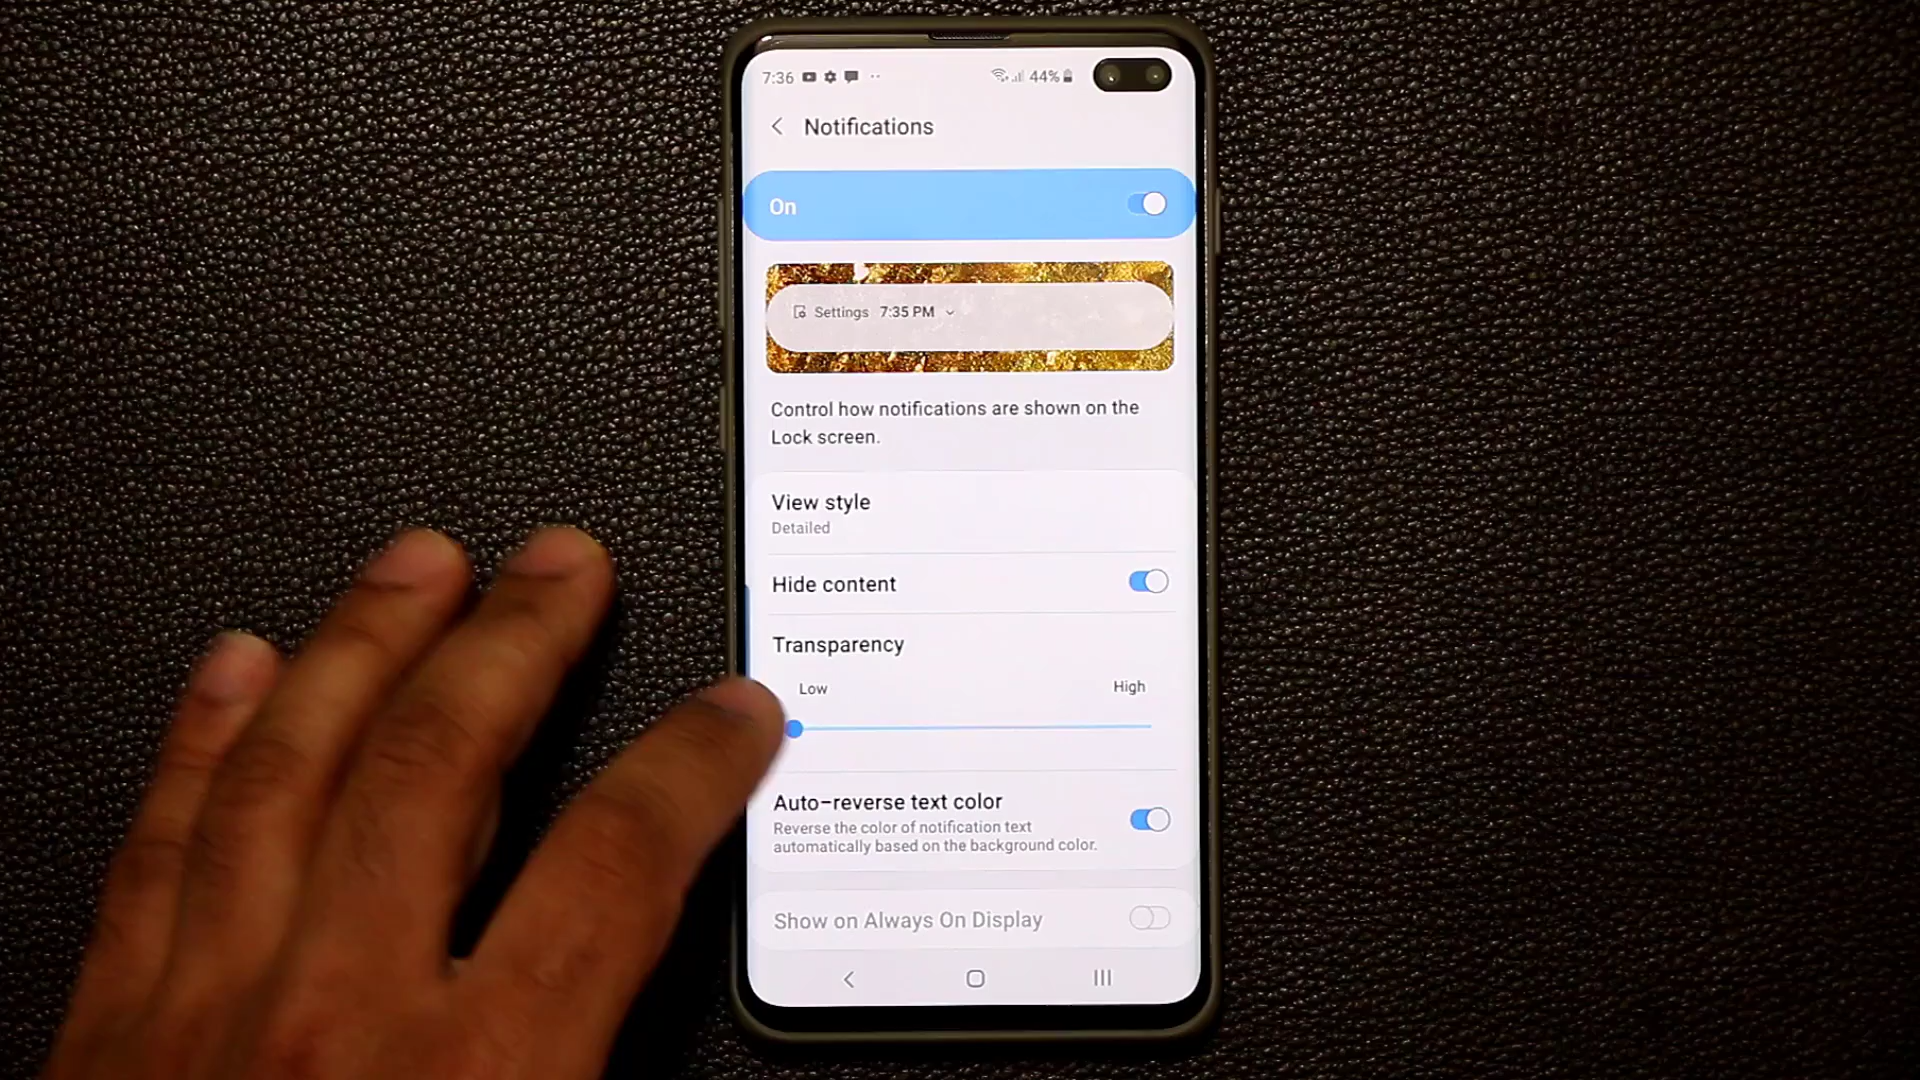 7:36 44%
Notifications
On
Settings 7:35 PM
Control how notifications are shown on the
Lock screen.
View style
Detailed
Hide content
Transparency
Low High
Auto-reverse text color
Reverse the color of notification text
automatically based on the background color.
Show on Always On Display